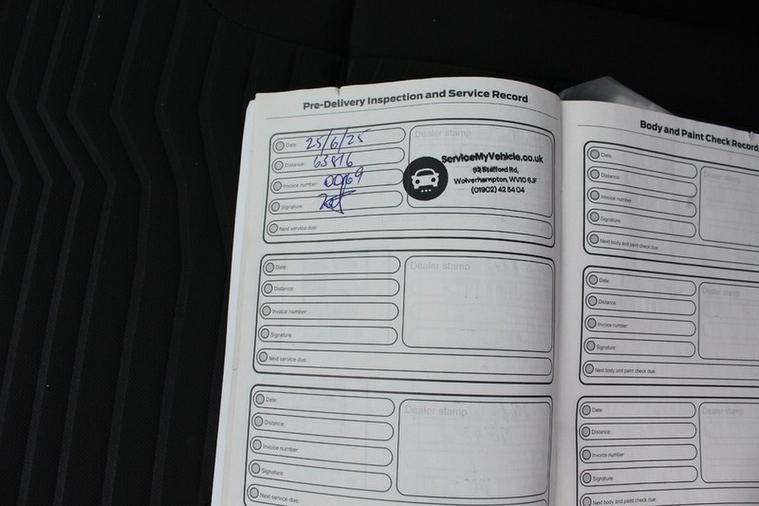 Pre-Delivery Inspection and Service Record
Date: 25/6/25
Distance: 63816
Invoice number:
Signature:
Next service due:
Dealer stamp
ServiceMyVehicle.co.uk
Stafford Rd,
Wolverhampton, WV10 6JF
(01902) 42 54 04
Date:
Distance:
Invoice number:
Signature:
Next service due:
Dealer stamp
Date:
Distance:
Invoice number:
Signature:
Next service due:
Dealer stamp
Body and Paint Check Record
Date:
Distance:
Invoice number:
Signature:
Next body and paint check due:
Dealer stamp
Date:
Distance:
Invoice number:
Signature:
Next body and paint check due:
Dealer
Date:
Distance:
Invoice number:
Signature:
Next body and paint check due:
Dealer